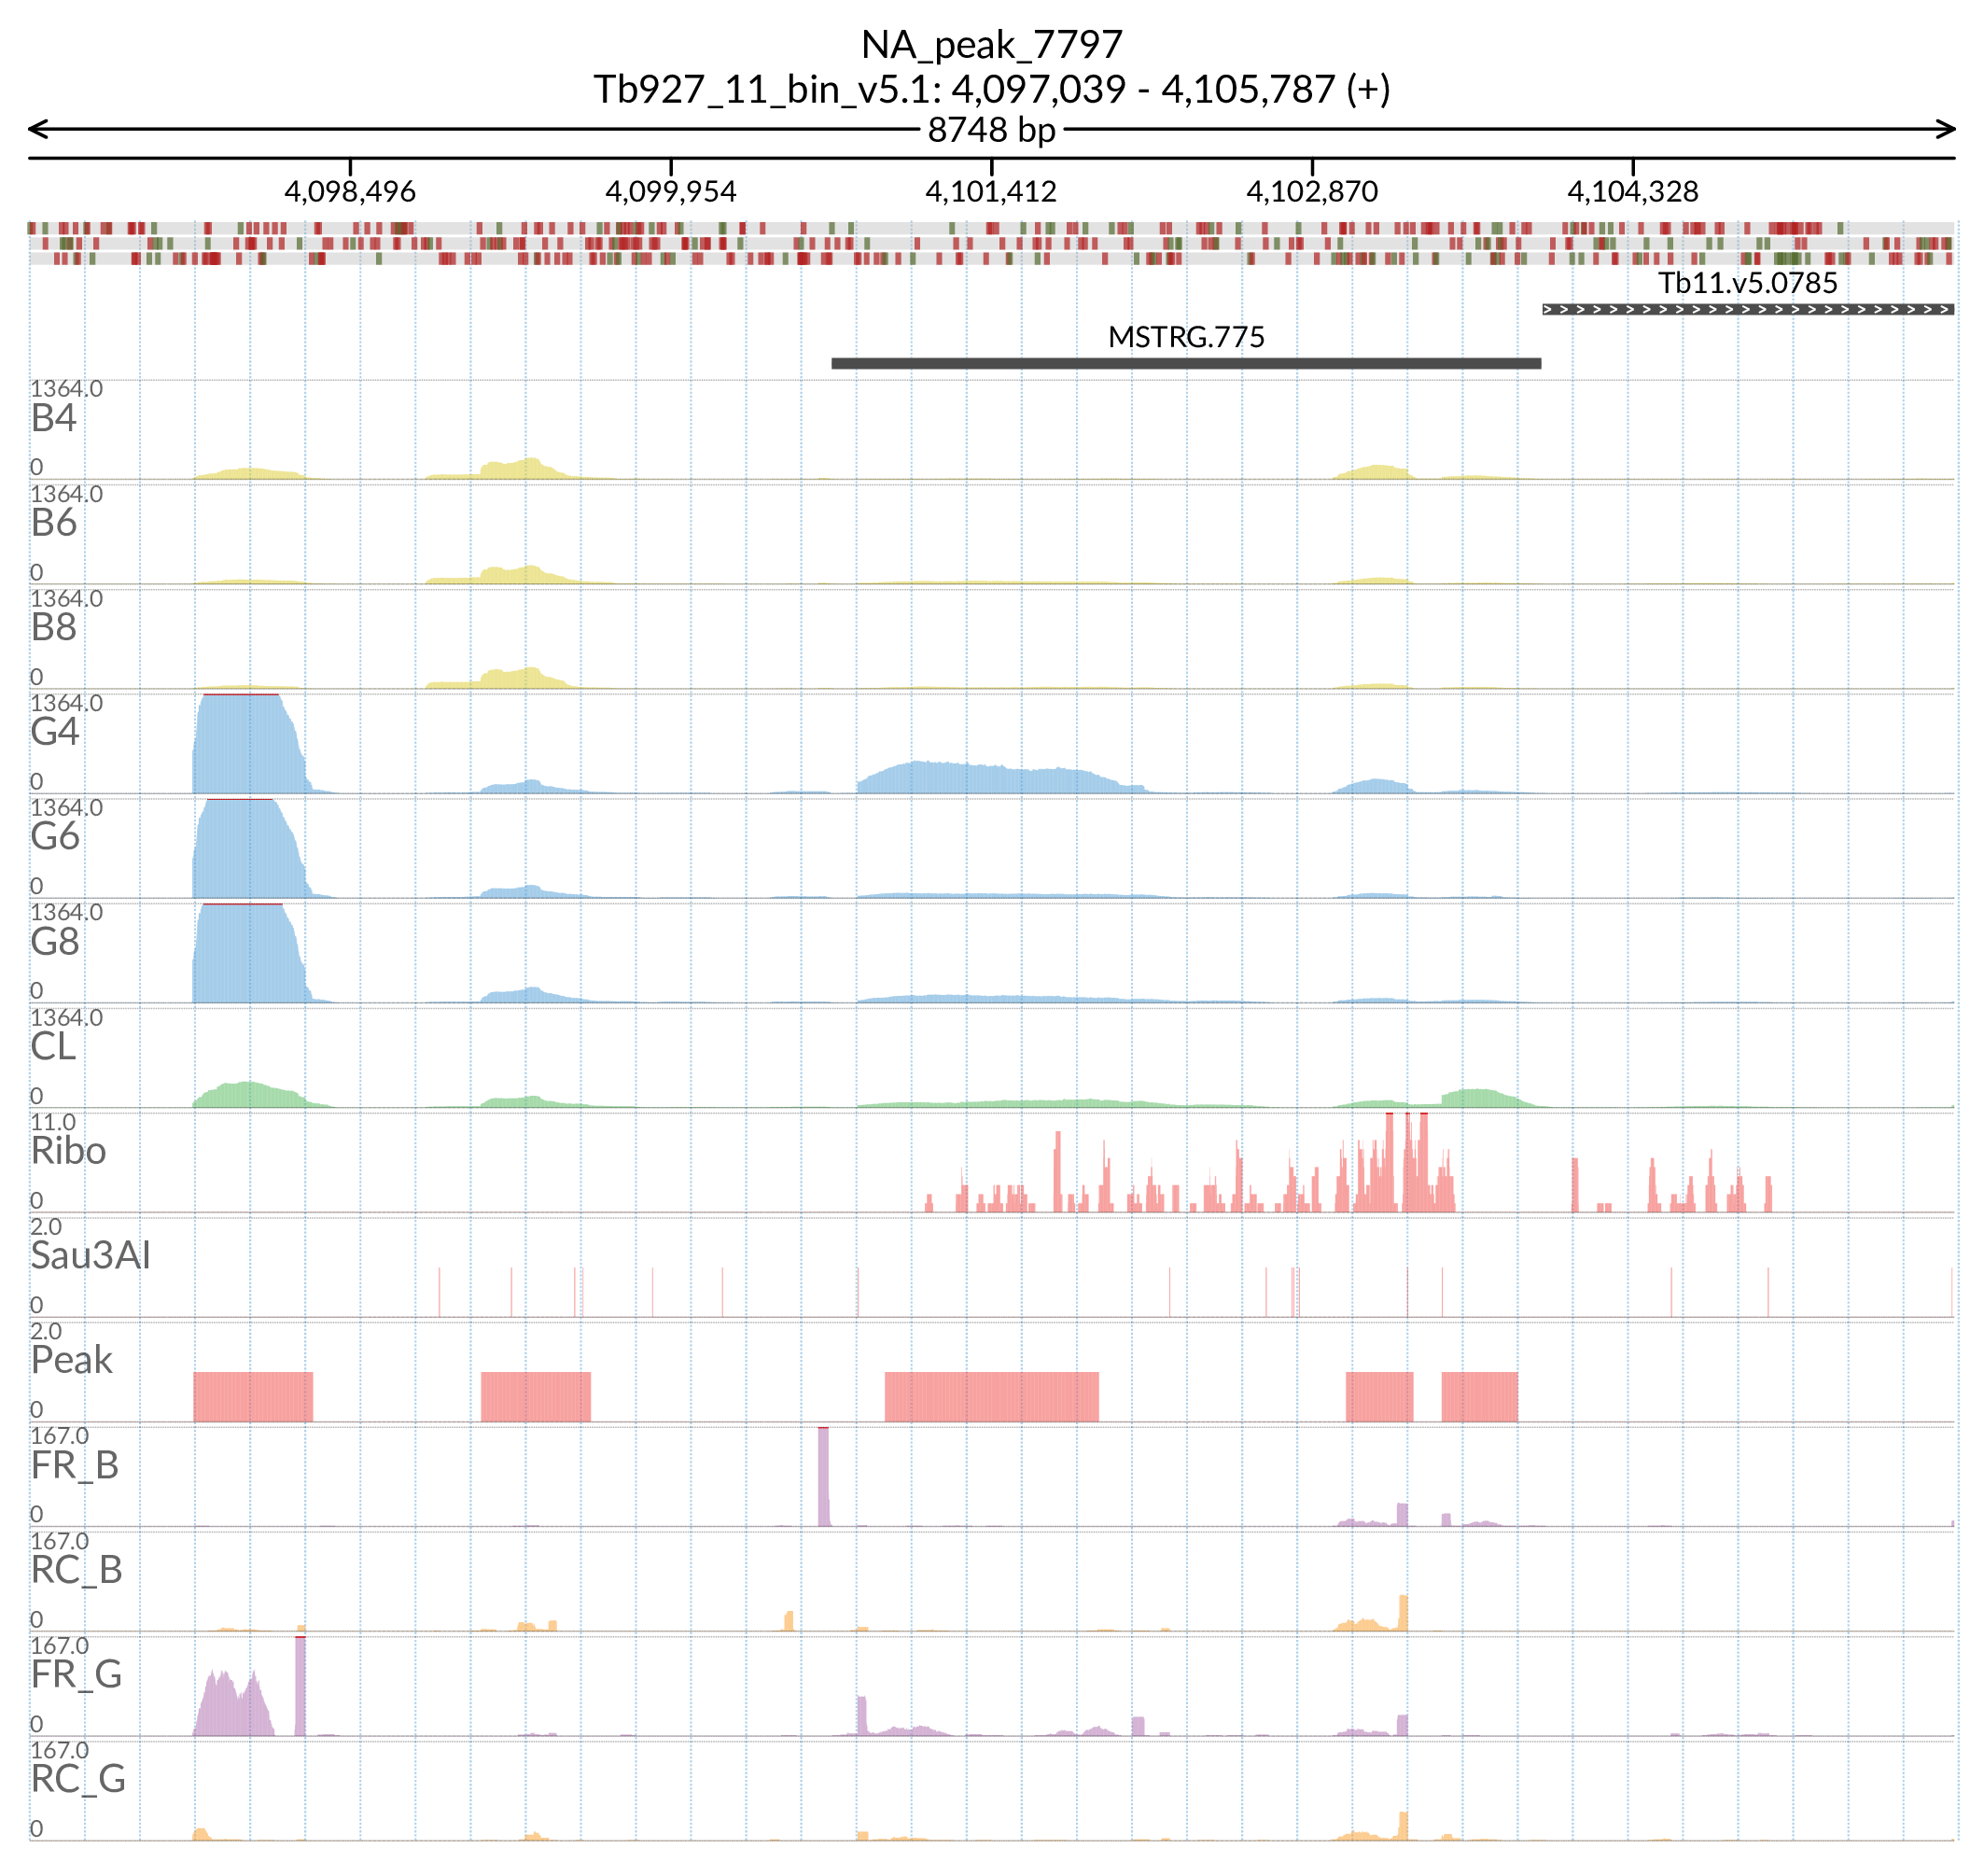 NA_peak_7797
Tb927_11_bin_v5.1: 4,097,039 - 4,105,787 (+)
8748 bp
4,098,496 4,099,954 4,101,412 4,102,870 4,104,328
Tb11.v5.0785
MSTRG.775
1364.0
B4
0
1364.0
B6
0
1364.0
B8
0
1364.0
G4
0
1364.0
G6
0
1364.0
G8
0
1364.0
CL
0
11.0
Ribo
0
2.0
Sau3AI
0
2.0
Peak
0
167.0
FR_B
0
167.0
RC_B
0
167.0
FR_G
0
167.0
RC_G
0